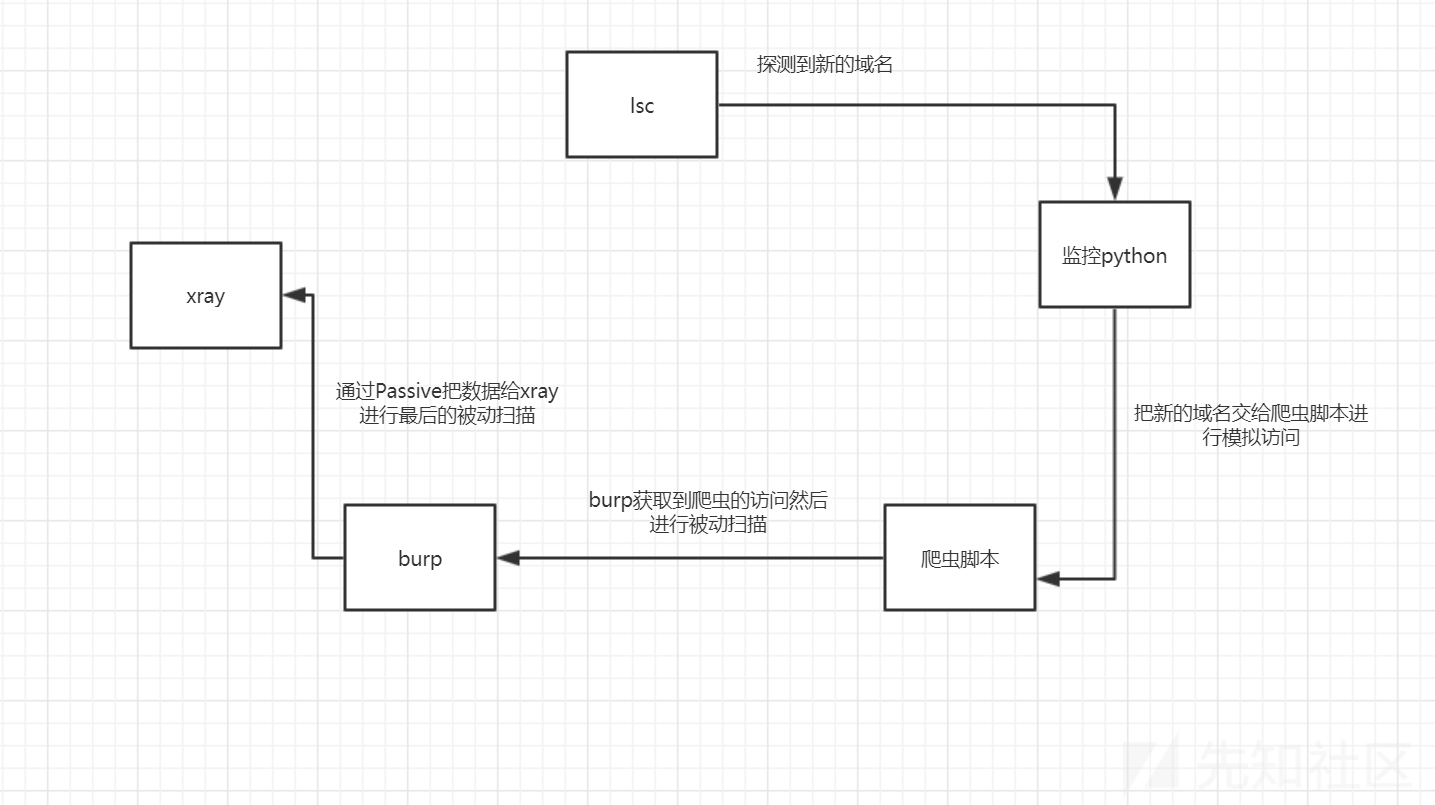 探测到新的域名
lsc
监控python
xray
通过Passive把数据给xray
进行最后的被动扫描
把新的域名交给爬虫脚本进
行模拟访问
burp获取到爬虫的访问然后
进行被动扫描
burp
爬虫脚本
先知社区